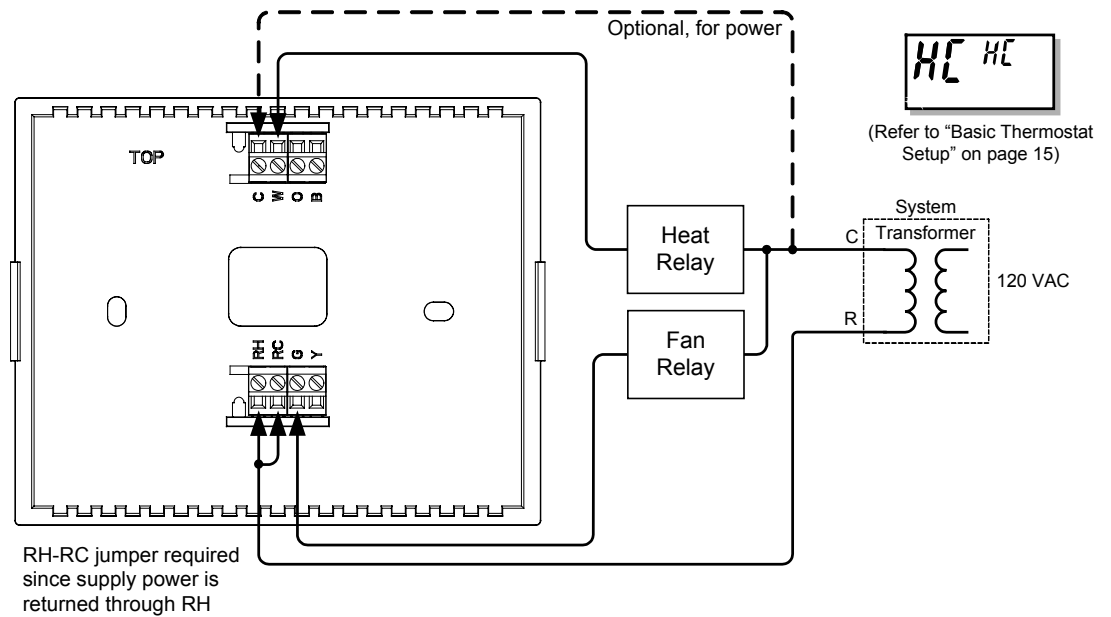 Optional, for power
HC HC
(Refer to “Basic Thermostat
Setup” on page 15)
TOP
C W O B
Heat
Relay
System
Transformer
C
R
120 VAC
Fan
Relay
RH RC G Y
RH-RC jumper required
since supply power is
returned through RH